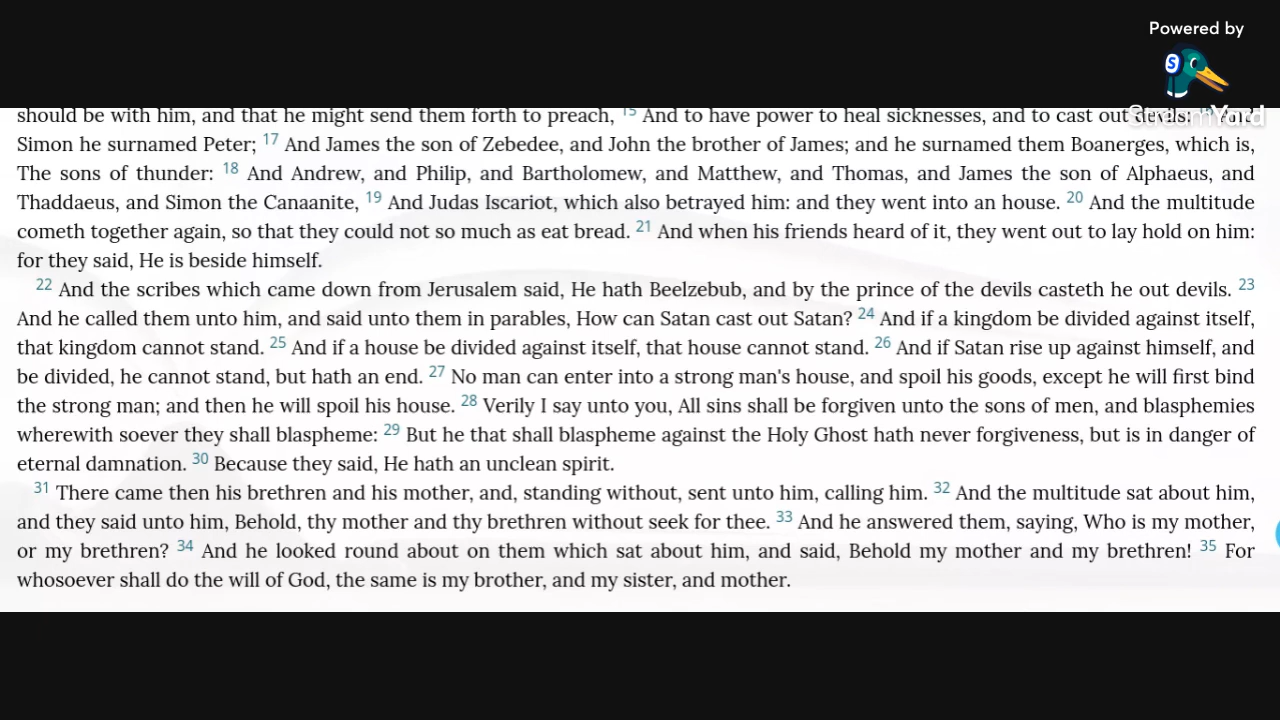 Powered by
should be with him, and that he might send them forth to preach, 15 And to have power to heal sicknesses, and to cast out devils:
StreamYard
Simon he surnamed Peter; 17 And James the son of Zebedee, and John the brother of James; and he surnamed them Boanerges, which is,
The sons of thunder: 18 And Andrew, and Philip, and Bartholomew, and Matthew, and Thomas, and James the son of Alphaeus, and
Thaddaeus, and Simon the Canaanite, 19 And Judas Iscariot, which also betrayed him: and they went into an house. 20 And the multitude
cometh together again, so that they could not so much as eat bread. 21 And when his friends heard of it, they went out to lay hold on him:
for they said, He is beside himself.
22 And the scribes which came down from Jerusalem said, He hath Beelzebub, and by the prince of the devils casteth he out devils. 23
And he called them unto him, and said unto them in parables, How can Satan cast out Satan? 24 And if a kingdom be divided against itself,
that kingdom cannot stand. 25 And if a house be divided against itself, that house cannot stand. 26 And if Satan rise up against himself, and
be divided, he cannot stand, but hath an end. 27 No man can enter into a strong man's house, and spoil his goods, except he will first bind
the strong man; and then he will spoil his house. 28 Verily I say unto you, All sins shall be forgiven unto the sons of men, and blasphemies
wherewith soever they shall blaspheme: 29 But he that shall blaspheme against the Holy Ghost hath never forgiveness, but is in danger of
eternal damnation. 30 Because they said, He hath an unclean spirit.
31 There came then his brethren and his mother, and, standing without, sent unto him, calling him. 32 And the multitude sat about him,
and they said unto him, Behold, thy mother and thy brethren without seek for thee. 33 And he answered them, saying, Who is my mother,
or my brethren? 34 And he looked round about on them which sat about him, and said, Behold my mother and my brethren! 35 For
whosoever shall do the will of God, the same is my brother, and my sister, and mother.